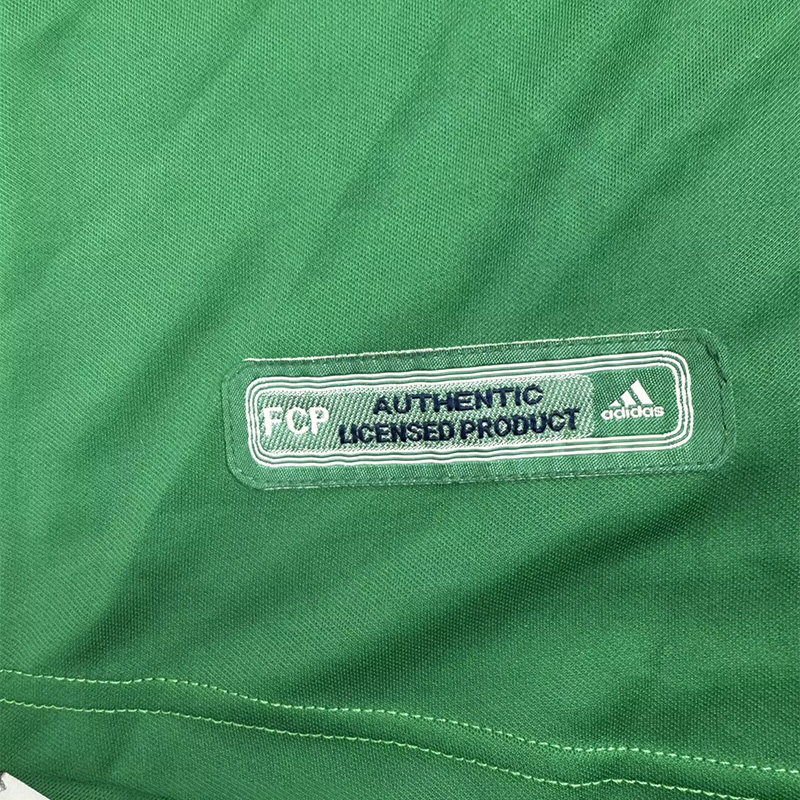 FCP
AUTHENTIC
LICENSED PRODUCT
adidas